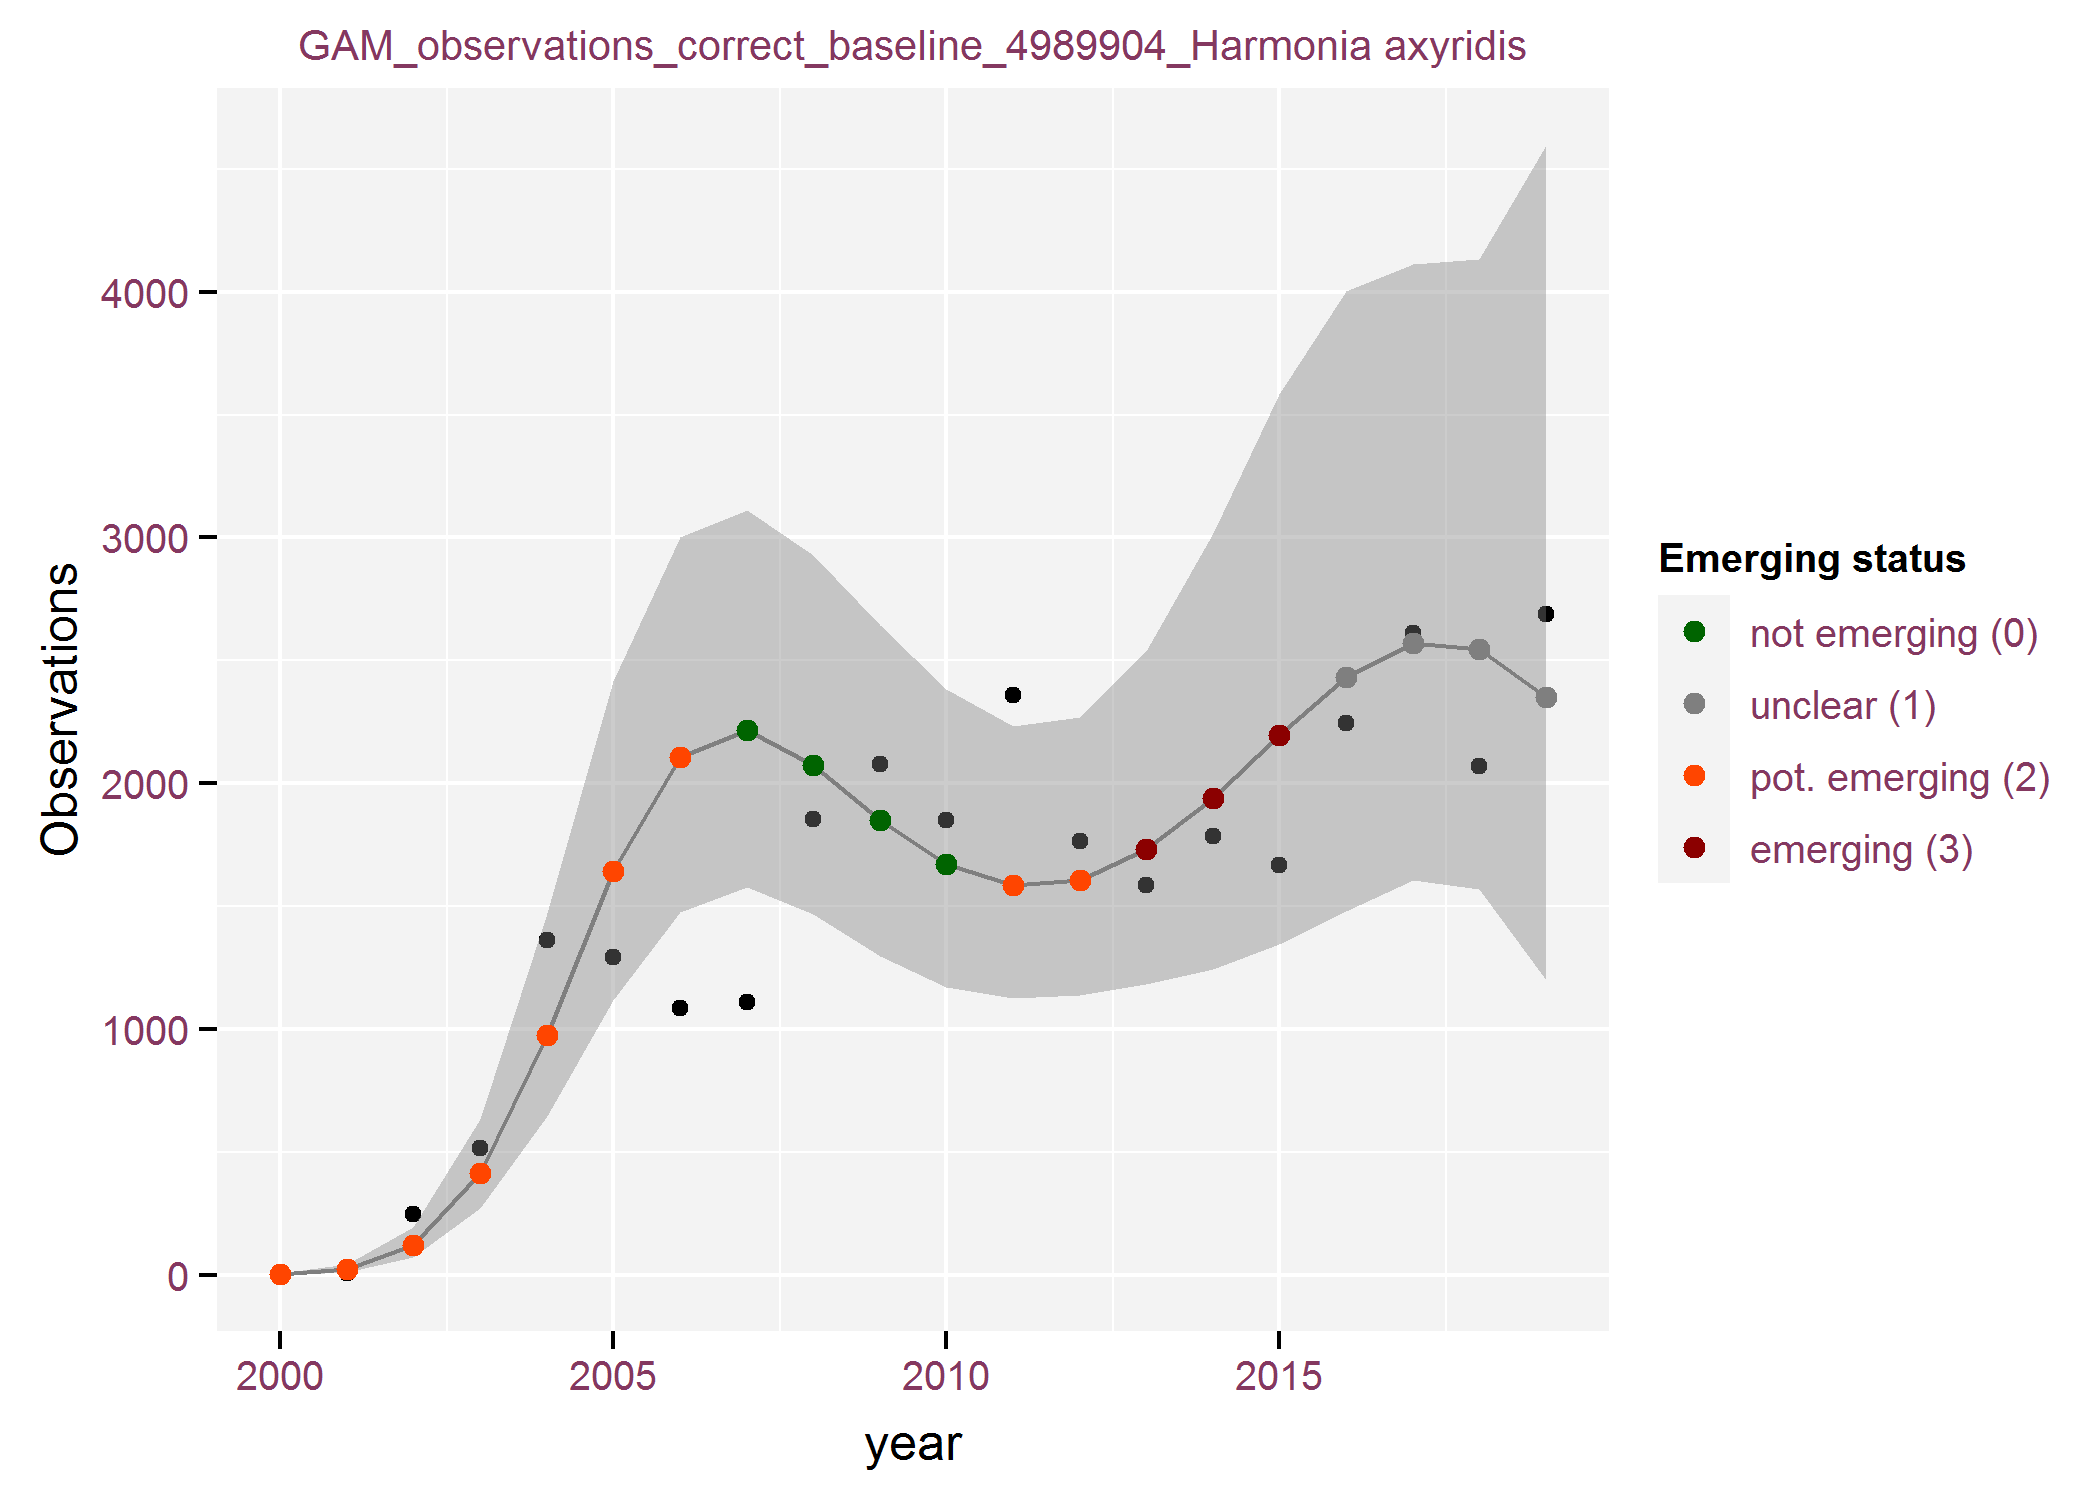 GAM_observations_correct_baseline_4989904_Harmonia axyridis
Observations
4000
3000
2000
1000
0
2000 2005 2010 2015
year
Emerging status
not emerging (0)
unclear (1)
pot. emerging (2)
emerging (3)